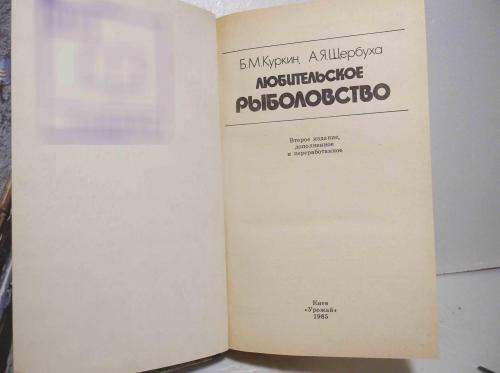 Б.М.Куркин, А.Я.Щербуха
ЛЮБИТЕЛЬСКОЕ
РЫБОЛОВСТВО
Второе издание,
дополненное
и переработанное
Киев
«Урожай»
1985